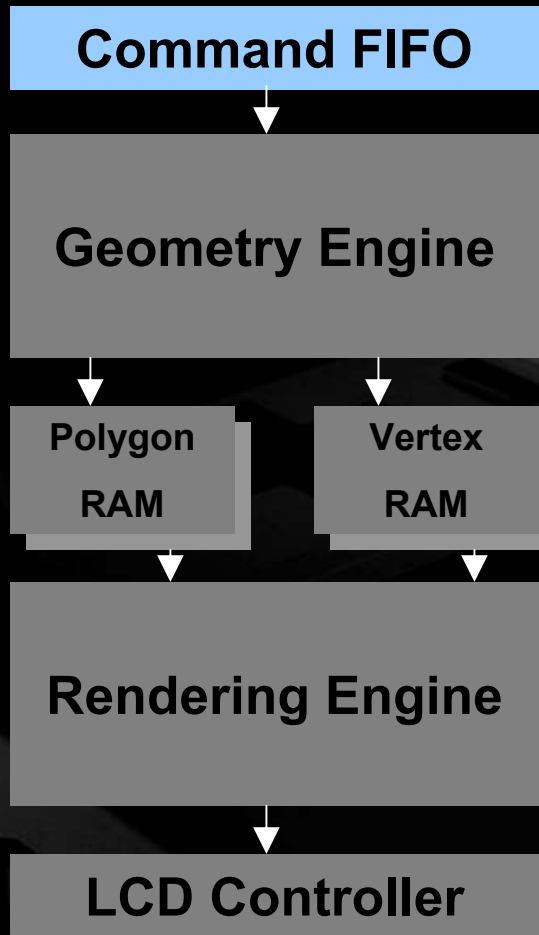 Command FIFO
Geometry Engine
Polygon
RAM
Vertex
RAM
Rendering Engine
LCD Controller